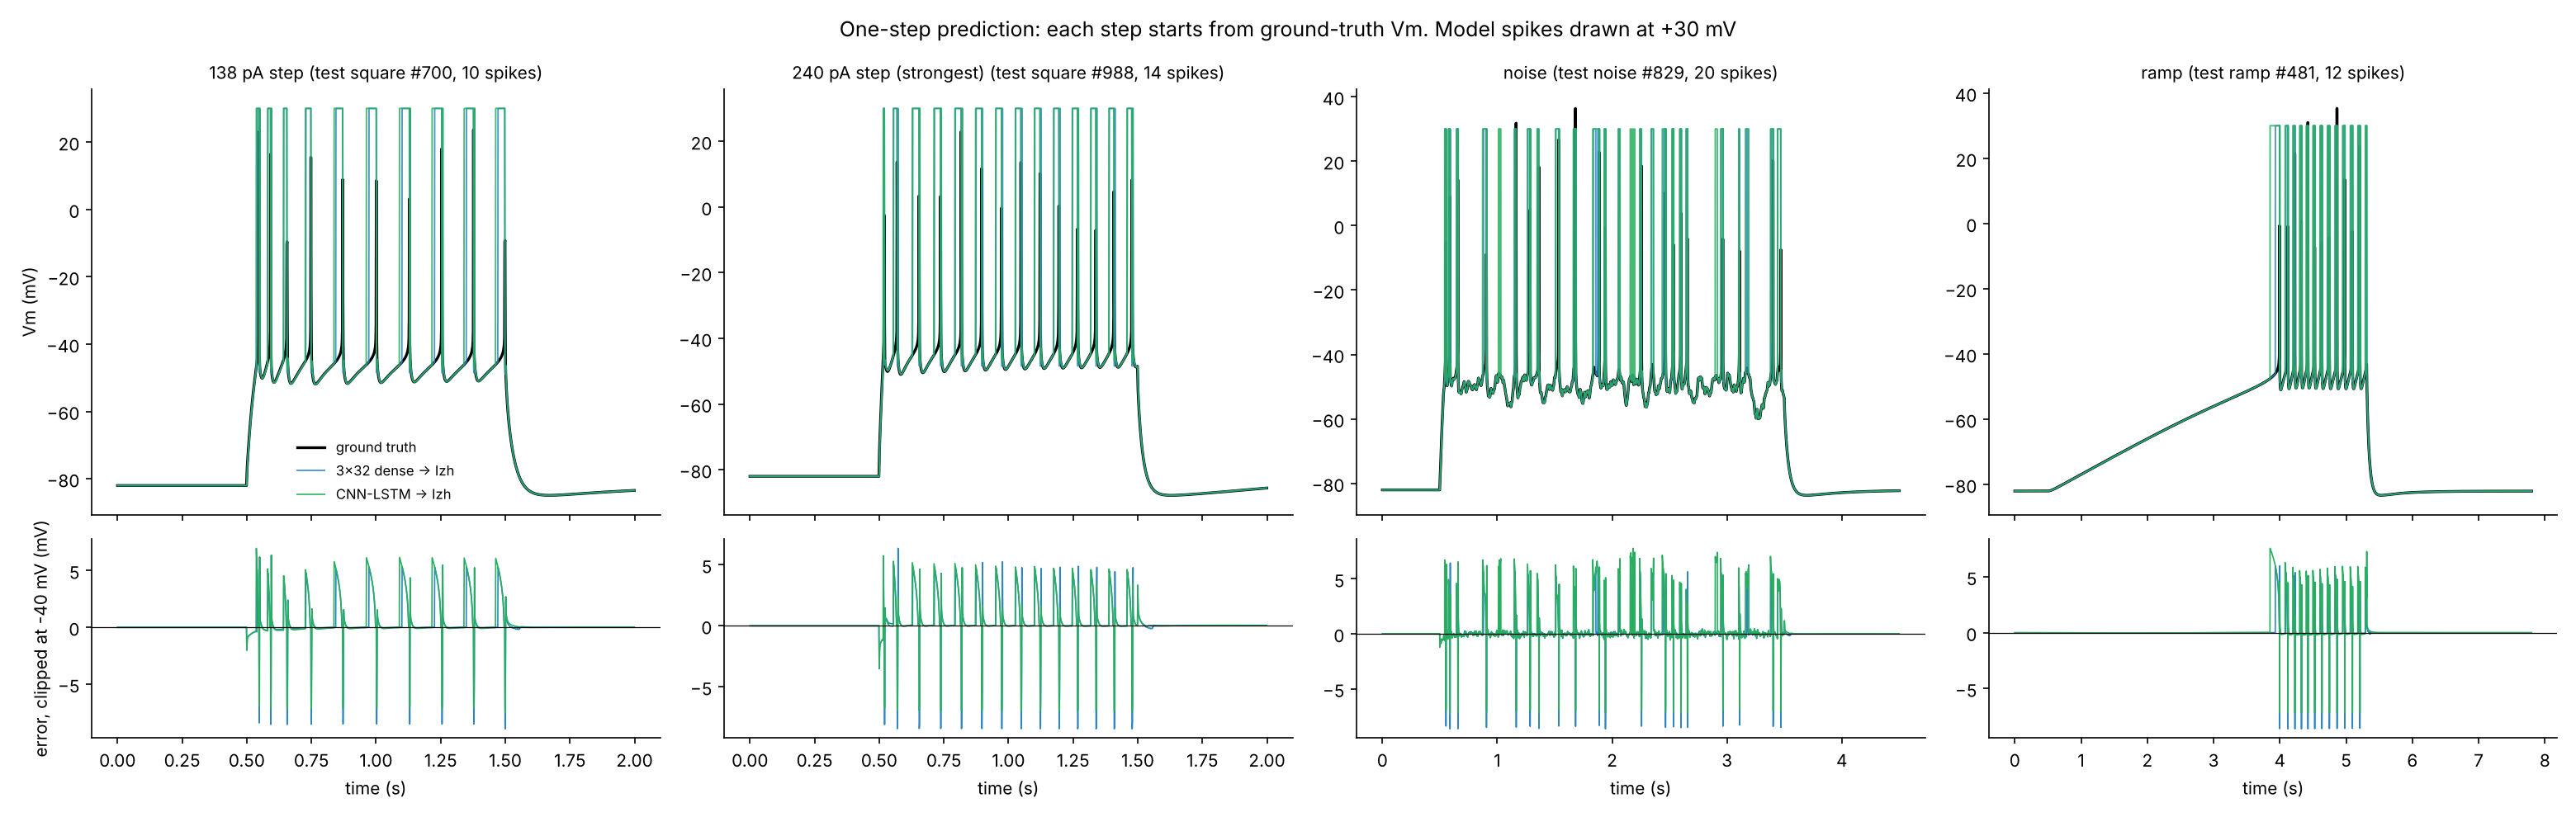 One-step prediction: each step starts from ground-truth Vm. Model spikes drawn at +30 mV
138 pA step (test square #700, 10 spikes)
240 pA step (strongest) (test square #988, 14 spikes)
noise (test noise #829, 20 spikes)
ramp (test ramp #481, 12 spikes)
Vm (mV)
20
0
−20
−40
−60
−80
ground truth
3×32 dense → Izh
CNN-LSTM → Izh
20
0
−20
−40
−60
−80
40
20
0
−20
−40
−60
−80
40
20
0
−20
−40
−60
−80
error, clipped at -40 mV (mV)
5
0
−5
0.00 0.25 0.50 0.75 1.00 1.25 1.50 1.75 2.00
time (s)
5
0
−5
0.00 0.25 0.50 0.75 1.00 1.25 1.50 1.75 2.00
time (s)
5
0
−5
0 1 2 3 4
time (s)
5
0
−5
0 1 2 3 4 5 6 7 8
time (s)